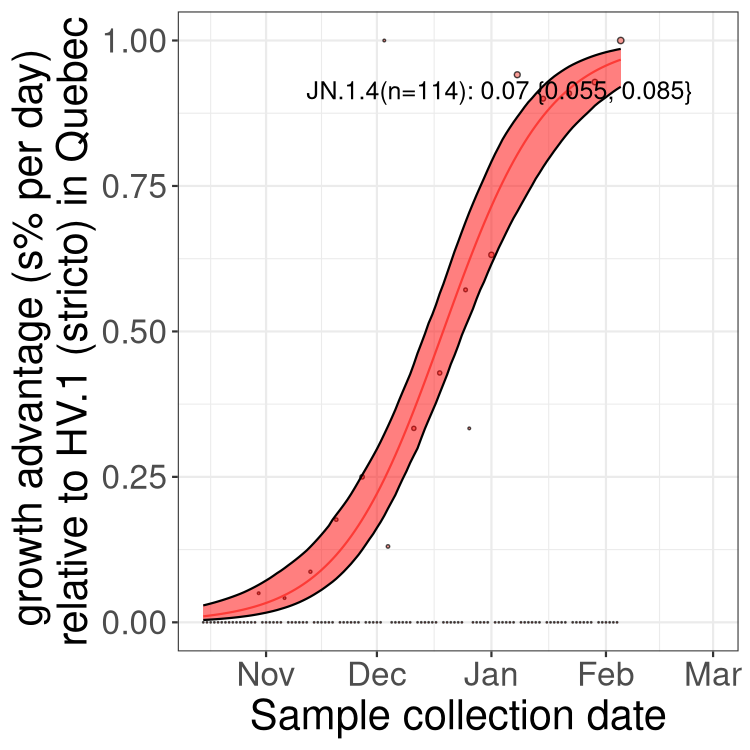 growth advantage (s% per day)
relative to HV.1 (stricto) in Quebec
1.00
0.75
0.50
0.25
0.00
JN.1.4(n=114): 0.07 {0.055, 0.085}
Nov Dec Jan Feb Mar
Sample collection date